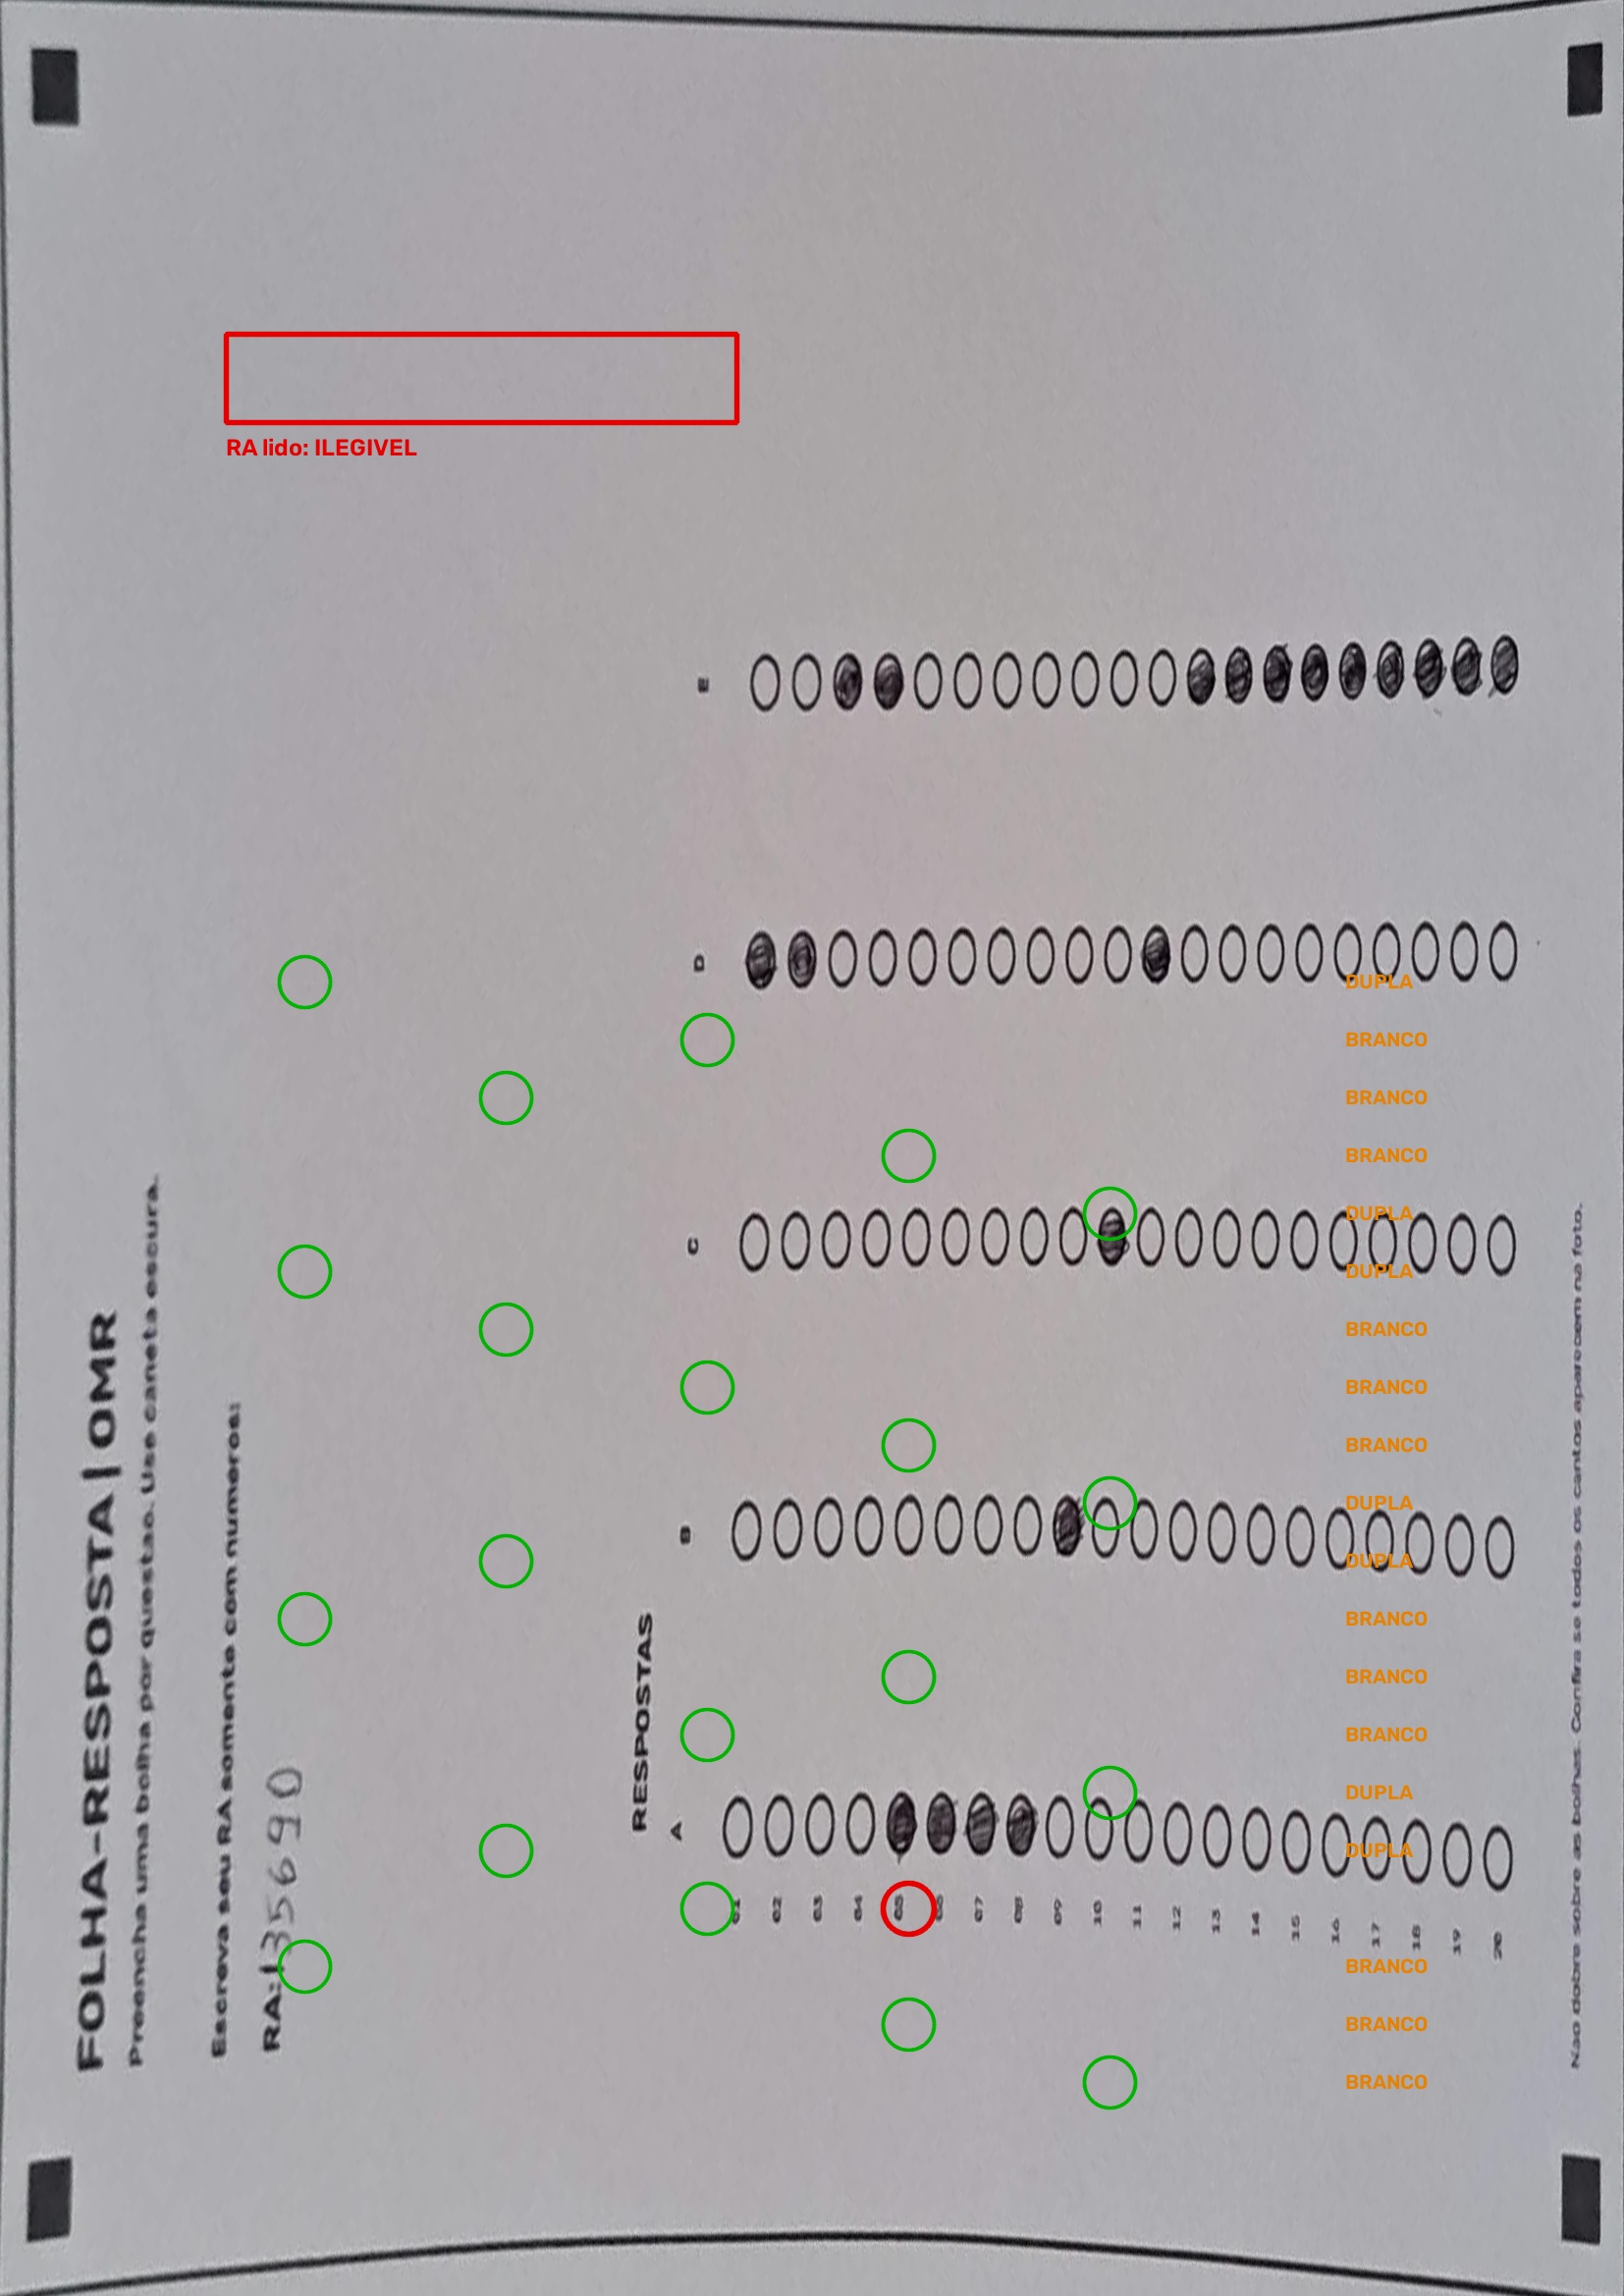 FOLHA-RESPOSTA | OMR
Preencha uma bolha por questao. Use caneta escura.
Escreva seu RA somente com numeros:
RA: 135690
RESPOSTAS
A B C D E
01
02
03
04
05
06
07
08
09
10
11
12
13
14
15
16
17
18
19
20
Nao dobre sobre as bolhas. Confira se todos os cantos aparecem na foto.
RA lido: ILEGIVEL
DUPLA
BRANCO
BRANCO
BRANCO
DUPLA
DUPLA
BRANCO
BRANCO
BRANCO
DUPLA
DUPLA
BRANCO
BRANCO
BRANCO
DUPLA
DUPLA
BRANCO
BRANCO
BRANCO